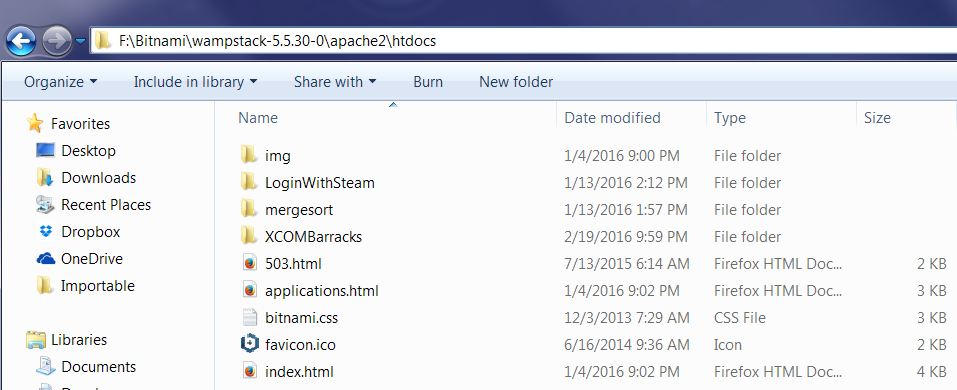 F:\Bitnami\wampstack-5.5.30-0\apache2\htdocs
Organize Include in library Share with Burn New folder
Favorites
Desktop
Downloads
Recent Places
Dropbox
OneDrive
Importable
Libraries
Documents
Name Date modified Type Size
img 1/4/2016 9:00 PM File folder
LoginWithSteam 1/13/2016 2:12 PM File folder
mergesort 1/13/2016 1:57 PM File folder
XCOMBarracks 2/19/2016 9:59 PM File folder
503.html 7/13/2015 6:14 AM Firefox HTML Doc... 2 KB
applications.html 1/4/2016 9:02 PM Firefox HTML Doc... 3 KB
bitnami.css 12/3/2013 7:29 AM CSS File 3 KB
favicon.ico 6/16/2014 9:36 AM Icon 2 KB
index.html 1/4/2016 9:02 PM Firefox HTML Doc... 4 KB